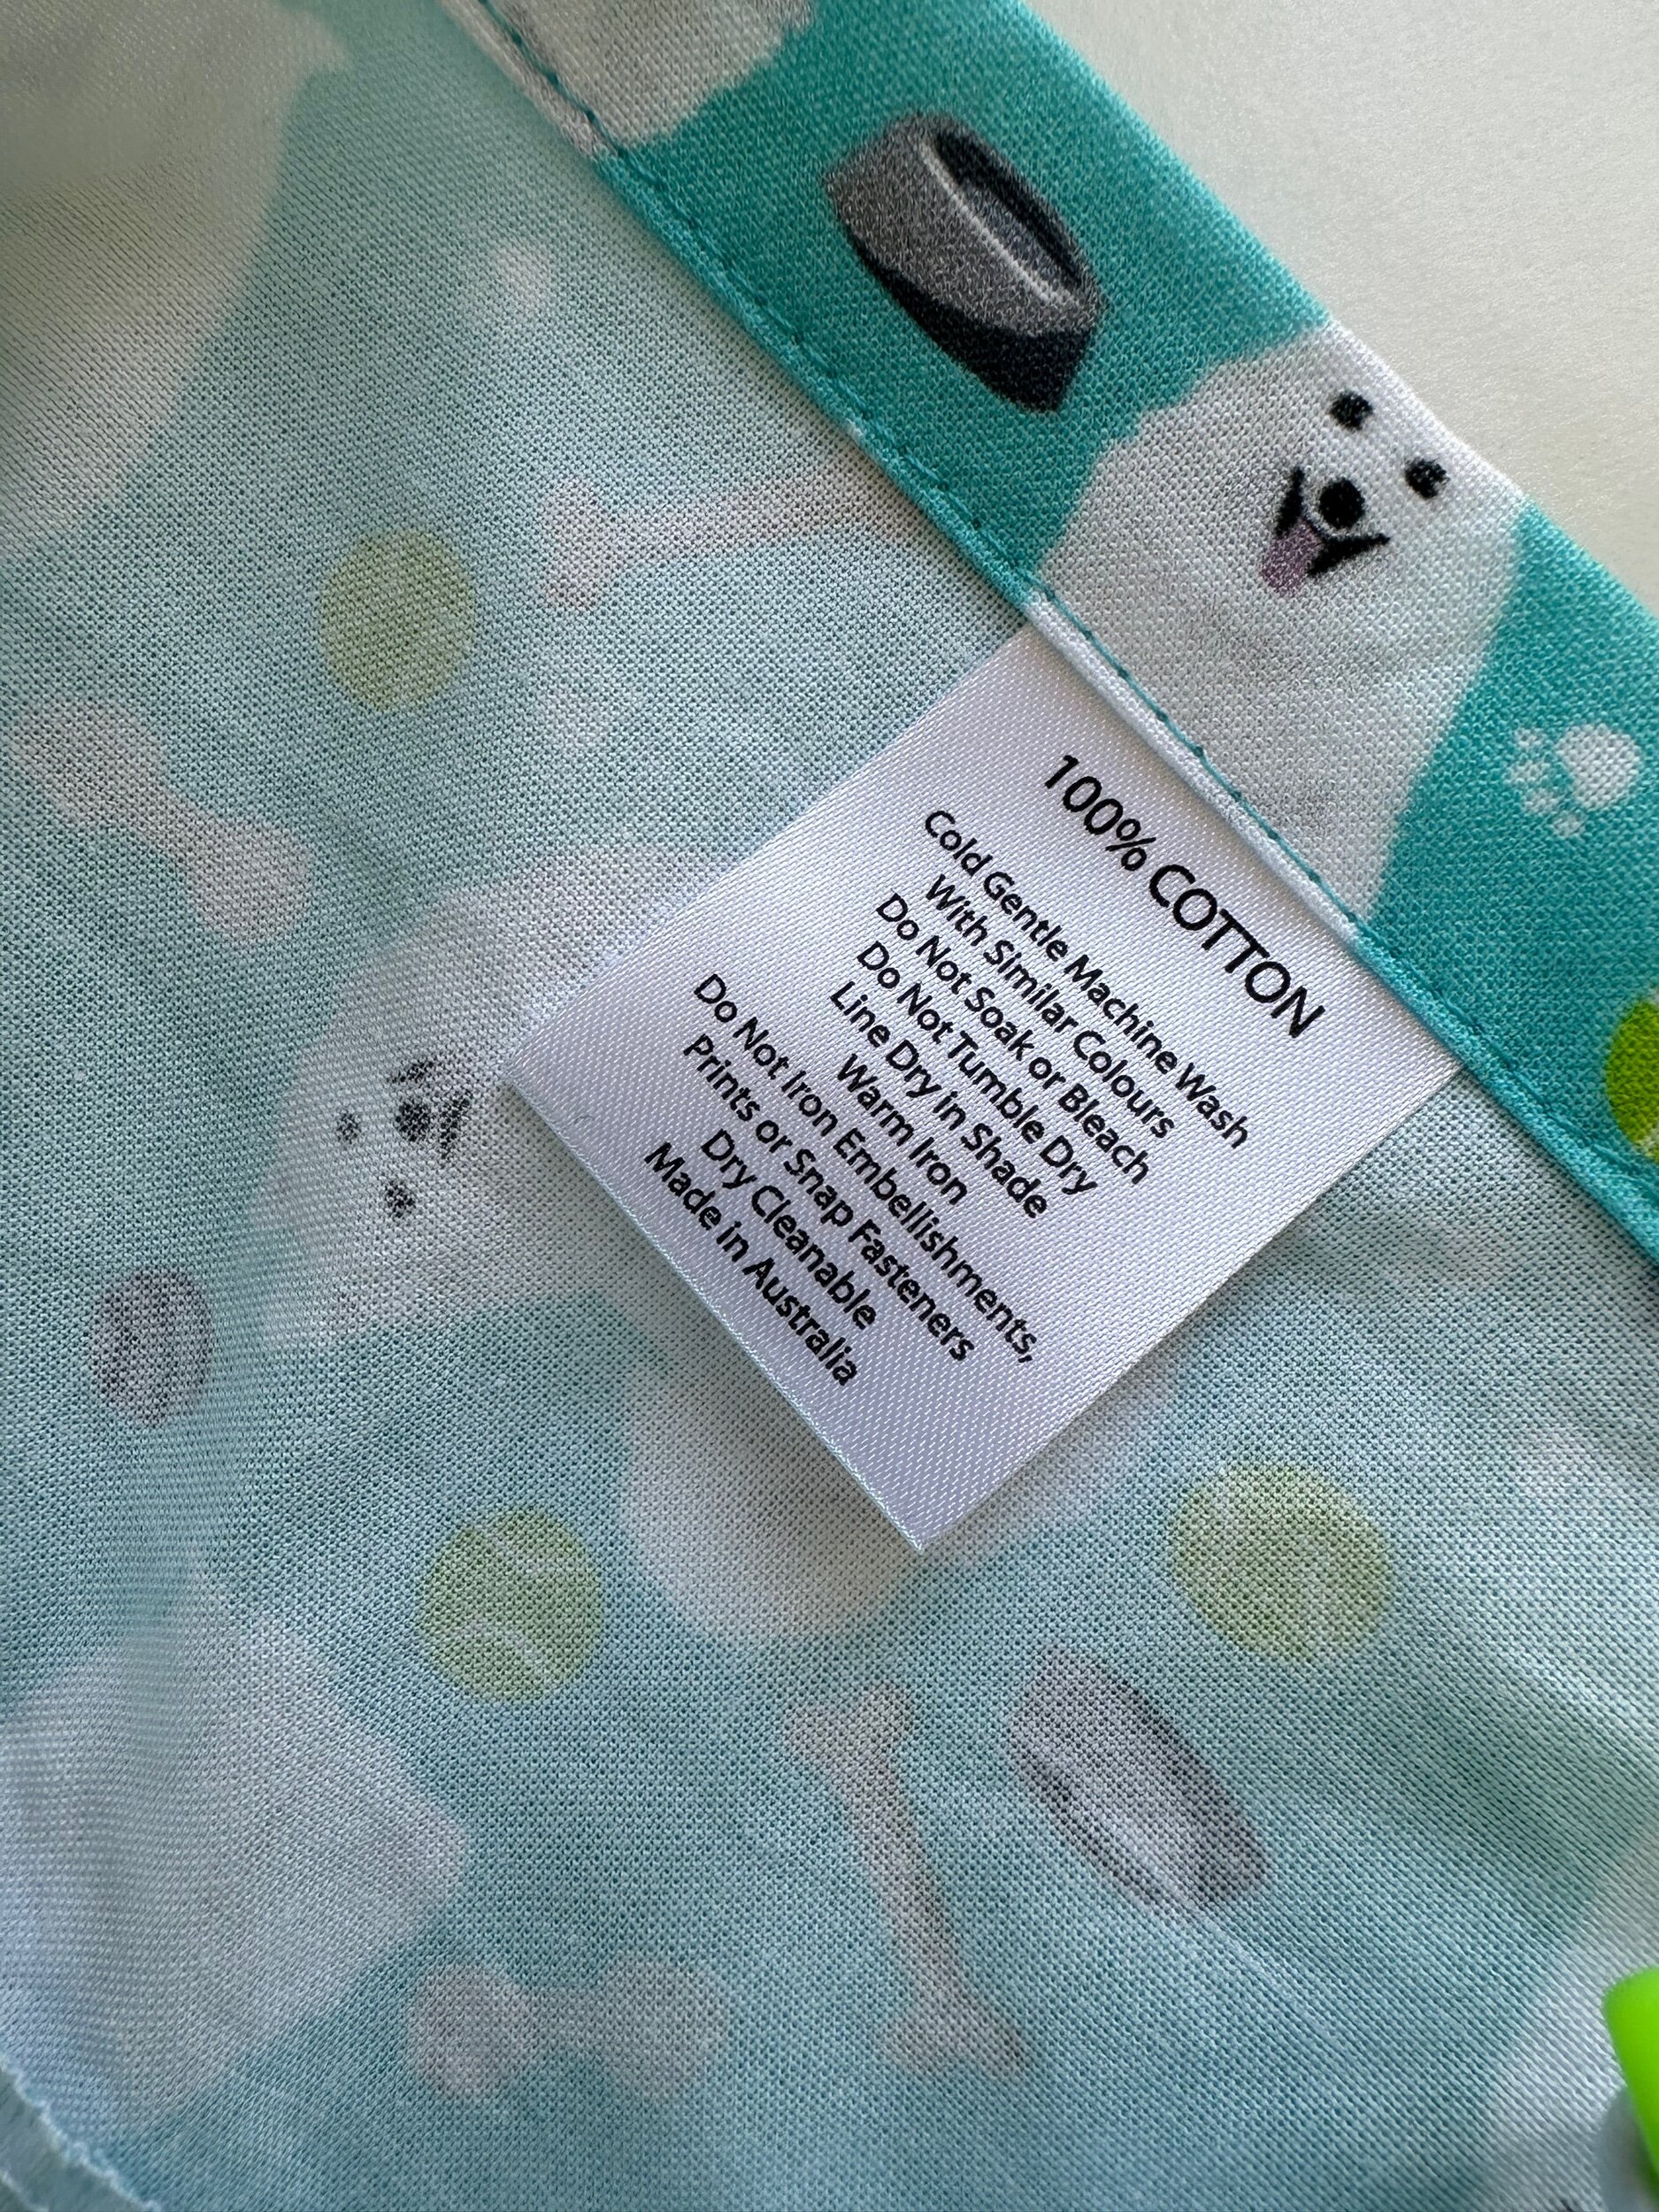 100% COTTON
Cold Gentle Machine Wash
With Similar Colours
Do Not Soak or Bleach
Do Not Tumble Dry
Line Dry in Shade
Warm Iron
Do Not Iron Embellishments,
Prints or Snap Fasteners
Dry Cleanable
Made in Australia